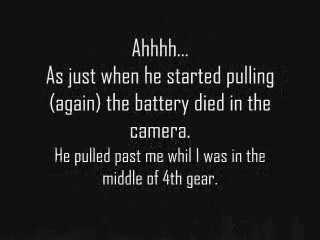 Ahhhh...
As just when he started pulling
(again) the battery died in the
camera.
He pulled past me whil I was in the
middle of 4th gear.